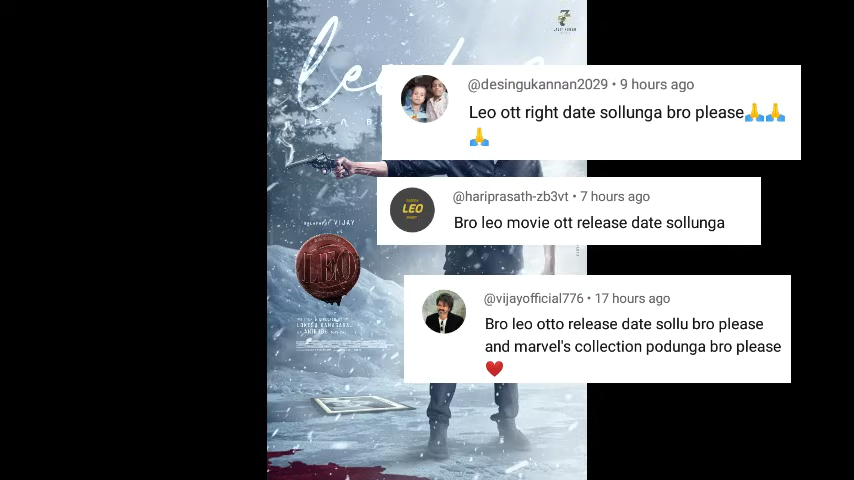 @desingukannan2029 • 9 hours ago
Leo ott right date sollunga bro please🙏🙏
🙏
@hariprasath-zb3vt • 7 hours ago
LEO
Bro leo movie ott release date sollunga
VIJAY
LEO
@vijayofficial776 • 17 hours ago
Bro leo otto release date sollu bro please
and marvel's collection podunga bro please
❤️